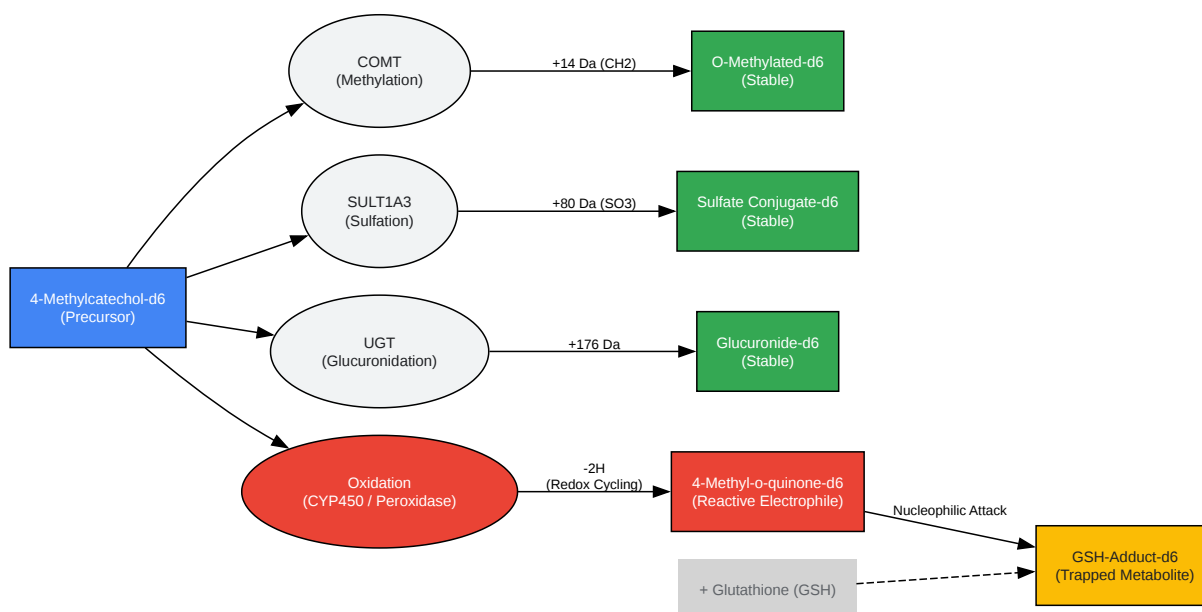 COMT
(Methylation)
+14 Da (CH2)
O-Methylated-d6
(Stable)
SULT1A3
(Sulfation)
+80 Da (SO3)
Sulfate Conjugate-d6
(Stable)
4-Methylcatechol-d6
(Precursor)
UGT
(Glucuronidation)
+176 Da
Glucuronide-d6
(Stable)
Oxidation
(CYP450 / Peroxidase)
-2H
(Redox Cycling)
4-Methyl-o-quinone-d6
(Reactive Electrophile)
Nucleophilic Attack
+ Glutathione (GSH)
GSH-Adduct-d6
(Trapped Metabolite)